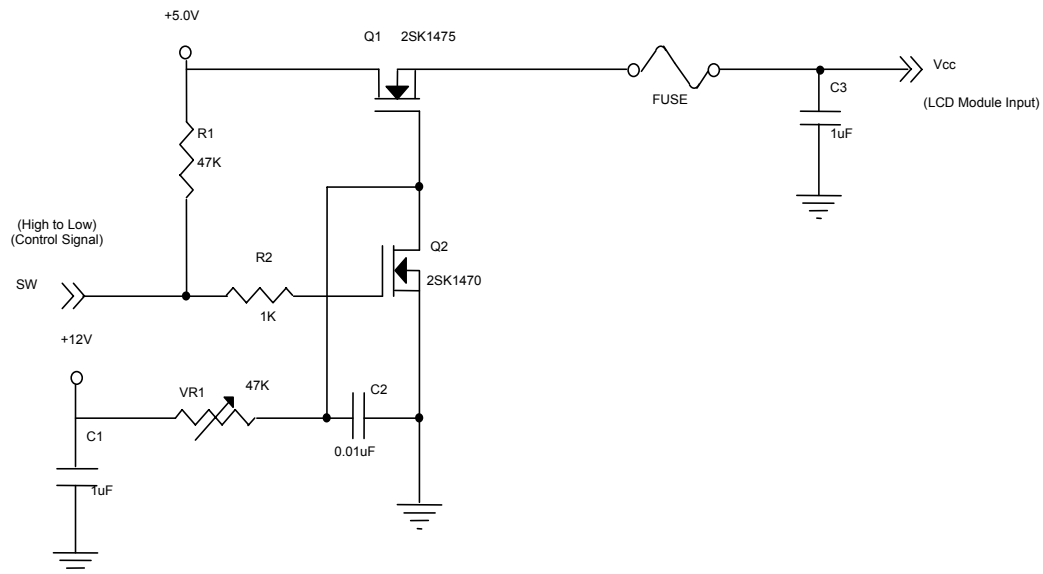 +5.0V
Q1
2SK1475
Vcc
FUSE
C3
(LCD Module Input)
1uF
R1
47K
(High to Low)
(Control Signal)
Q2
R2
2SK1470
SW
1K
+12V
VR1
47K
C2
C1
0.01uF
1uF